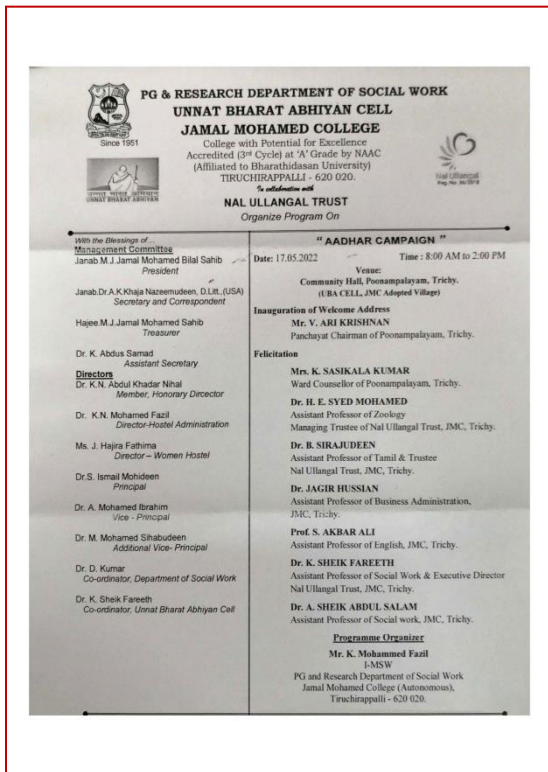 PG & RESEARCH DEPARTMENT OF SOCIAL WORK
UNNAT BHARAT ABHIYAN CELL
JAMAL MOHAMED COLLEGE
College with Potential for Excellence
Accredited (3rd Cycle) at 'A' Grade by NAAC
(Affiliated to Bharathidasan University)
TIRUCHIRAPPALLI - 620 020.
In collaboration with
NAL ULLANGAL TRUST
Organize Program On
Since 1951
उन्नत भारत अभियान
UNNAT BHARAT ABHIYAN
Nal Ullangal
With the Blessings of...
Management Committee
Janab M.J.Jamal Mohamed Bilal Sahib
President
Janab.Dr.A.K.Khaja Nazeemudeen, D.Litt.,(USA)
Secretary and Correspondent
Hajee.M.J.Jamal Mohamed Sahib
Treasurer
Dr. K. Abdus Samad
Assistant Secretary
Directors
Dr. K.N. Abdul Khadar Nihal
Member, Honorary Dircector
Dr. K.N. Mohamed Fazil
Director-Hostel Administration
Ms. J. Hajira Fathima
Director – Women Hostel
Dr.S. Ismail Mohideen
Principal
Dr. A. Mohamed Ibrahim
Vice - Principal
Dr. M. Mohamed Sihabudeen
Additional Vice- Principal
Dr. D. Kumar
Co-ordinator, Department of Social Work
Dr. K. Sheik Fareeth
Co-ordinator, Unnat Bharat Abhiyan Cell
" AADHAR CAMPAIGN "
Date: 17.05.2022 Time : 8:00 AM to 2:00 PM
Venue:
Community Hall, Poonampalayam, Trichy.
(UBA CELL, JMC Adopted Village)
Inauguration of Welcome Address
Mr. V. ARI KRISHNAN
Panchayat Chairman of Poonampalayam, Trichy.
Felicitation
Mrs. K. SASIKALA KUMAR
Ward Counsellor of Poonampalayam, Trichy.
Dr. H. E. SYED MOHAMED
Assistant Professor of Zoology
Managing Trustee of Nal Ullangal Trust, JMC, Trichy.
Dr. B. SIRAJUDEEN
Assistant Professor of Tamil & Trustee
Nal Ullangal Trust, JMC, Trichy.
Dr. JAGIR HUSSIAN
Assistant Professor of Business Administration,
JMC, Trichy.
Prof. S. AKBAR ALI
Assistant Professor of English, JMC, Trichy.
Dr. K. SHEIK FAREETH
Assistant Professor of Social Work & Executive Director
Nal Ullangal Trust, JMC, Trichy.
Dr. A. SHEIK ABDUL SALAM
Assistant Professor of Social work, JMC, Trichy.
Programme Organizer
Mr. K. Mohammed Fazil
I-MSW
PG and Research Department of Social Work
Jamal Mohamed College (Autonomous),
Tiruchirappalli - 620 020.